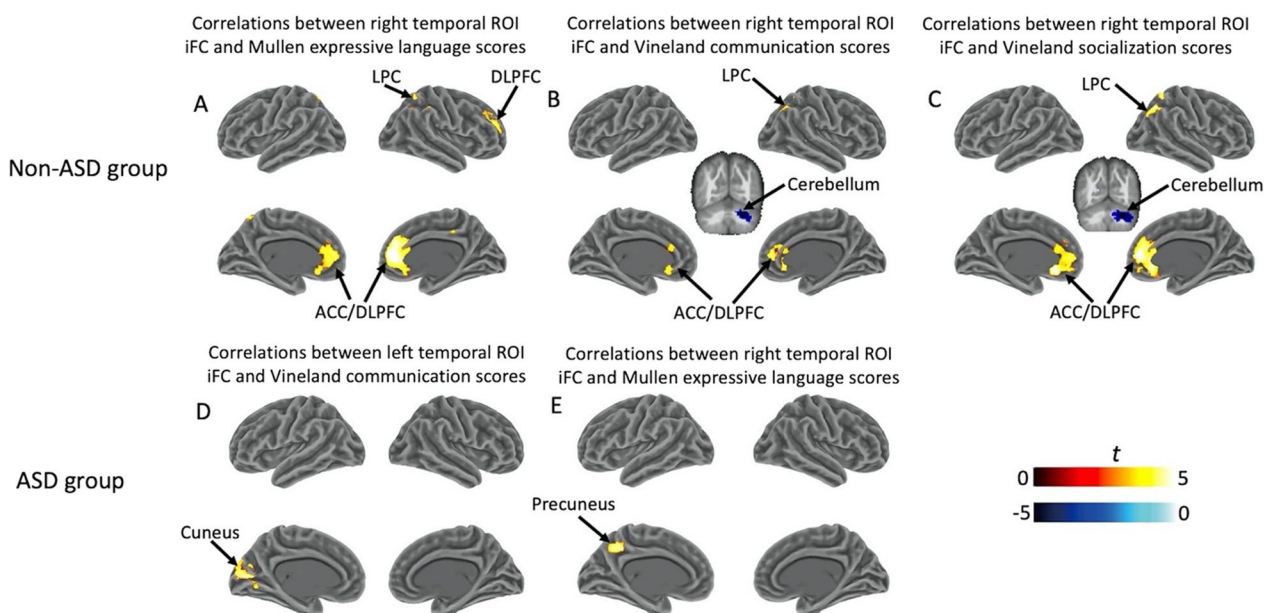 Correlations between right temporal ROI
iFC and Mullen expressive language scores
Correlations between right temporal ROI
iFC and Vineland communication scores
Correlations between right temporal ROI
iFC and Vineland socialization scores
Non-ASD group
A
LPC
DLPFC
ACC/DLPFC
B
LPC
Cerebellum
ACC/DLPFC
C
LPC
Cerebellum
ACC/DLPFC
Correlations between left temporal ROI
iFC and Vineland communication scores
Correlations between right temporal ROI
iFC and Mullen expressive language scores
ASD group
D
Cuneus
E
Precuneus
t
0 5
-5 0